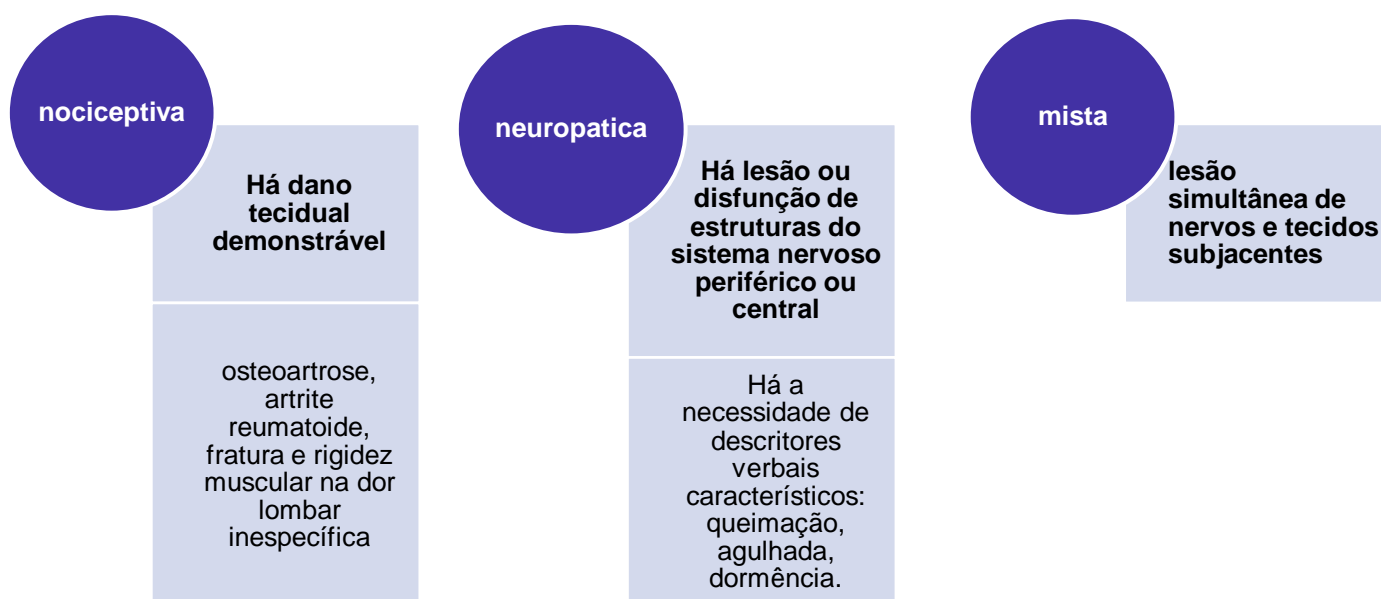 nociceptiva
Há dano
tecidual
demonstrável
osteoartrose,
artrite
reumatoide,
fratura e rigidez
muscular na dor
lombar
inespecífica
neuropatica
Há lesão ou
disfunção de
estruturas do
sistema nervoso
periférico ou
central
Há a
necessidade de
descritores
verbais
característicos:
queimação,
agulhada,
dormência.
mista
lesão
simultânea de
nervos e tecidos
subjacentes